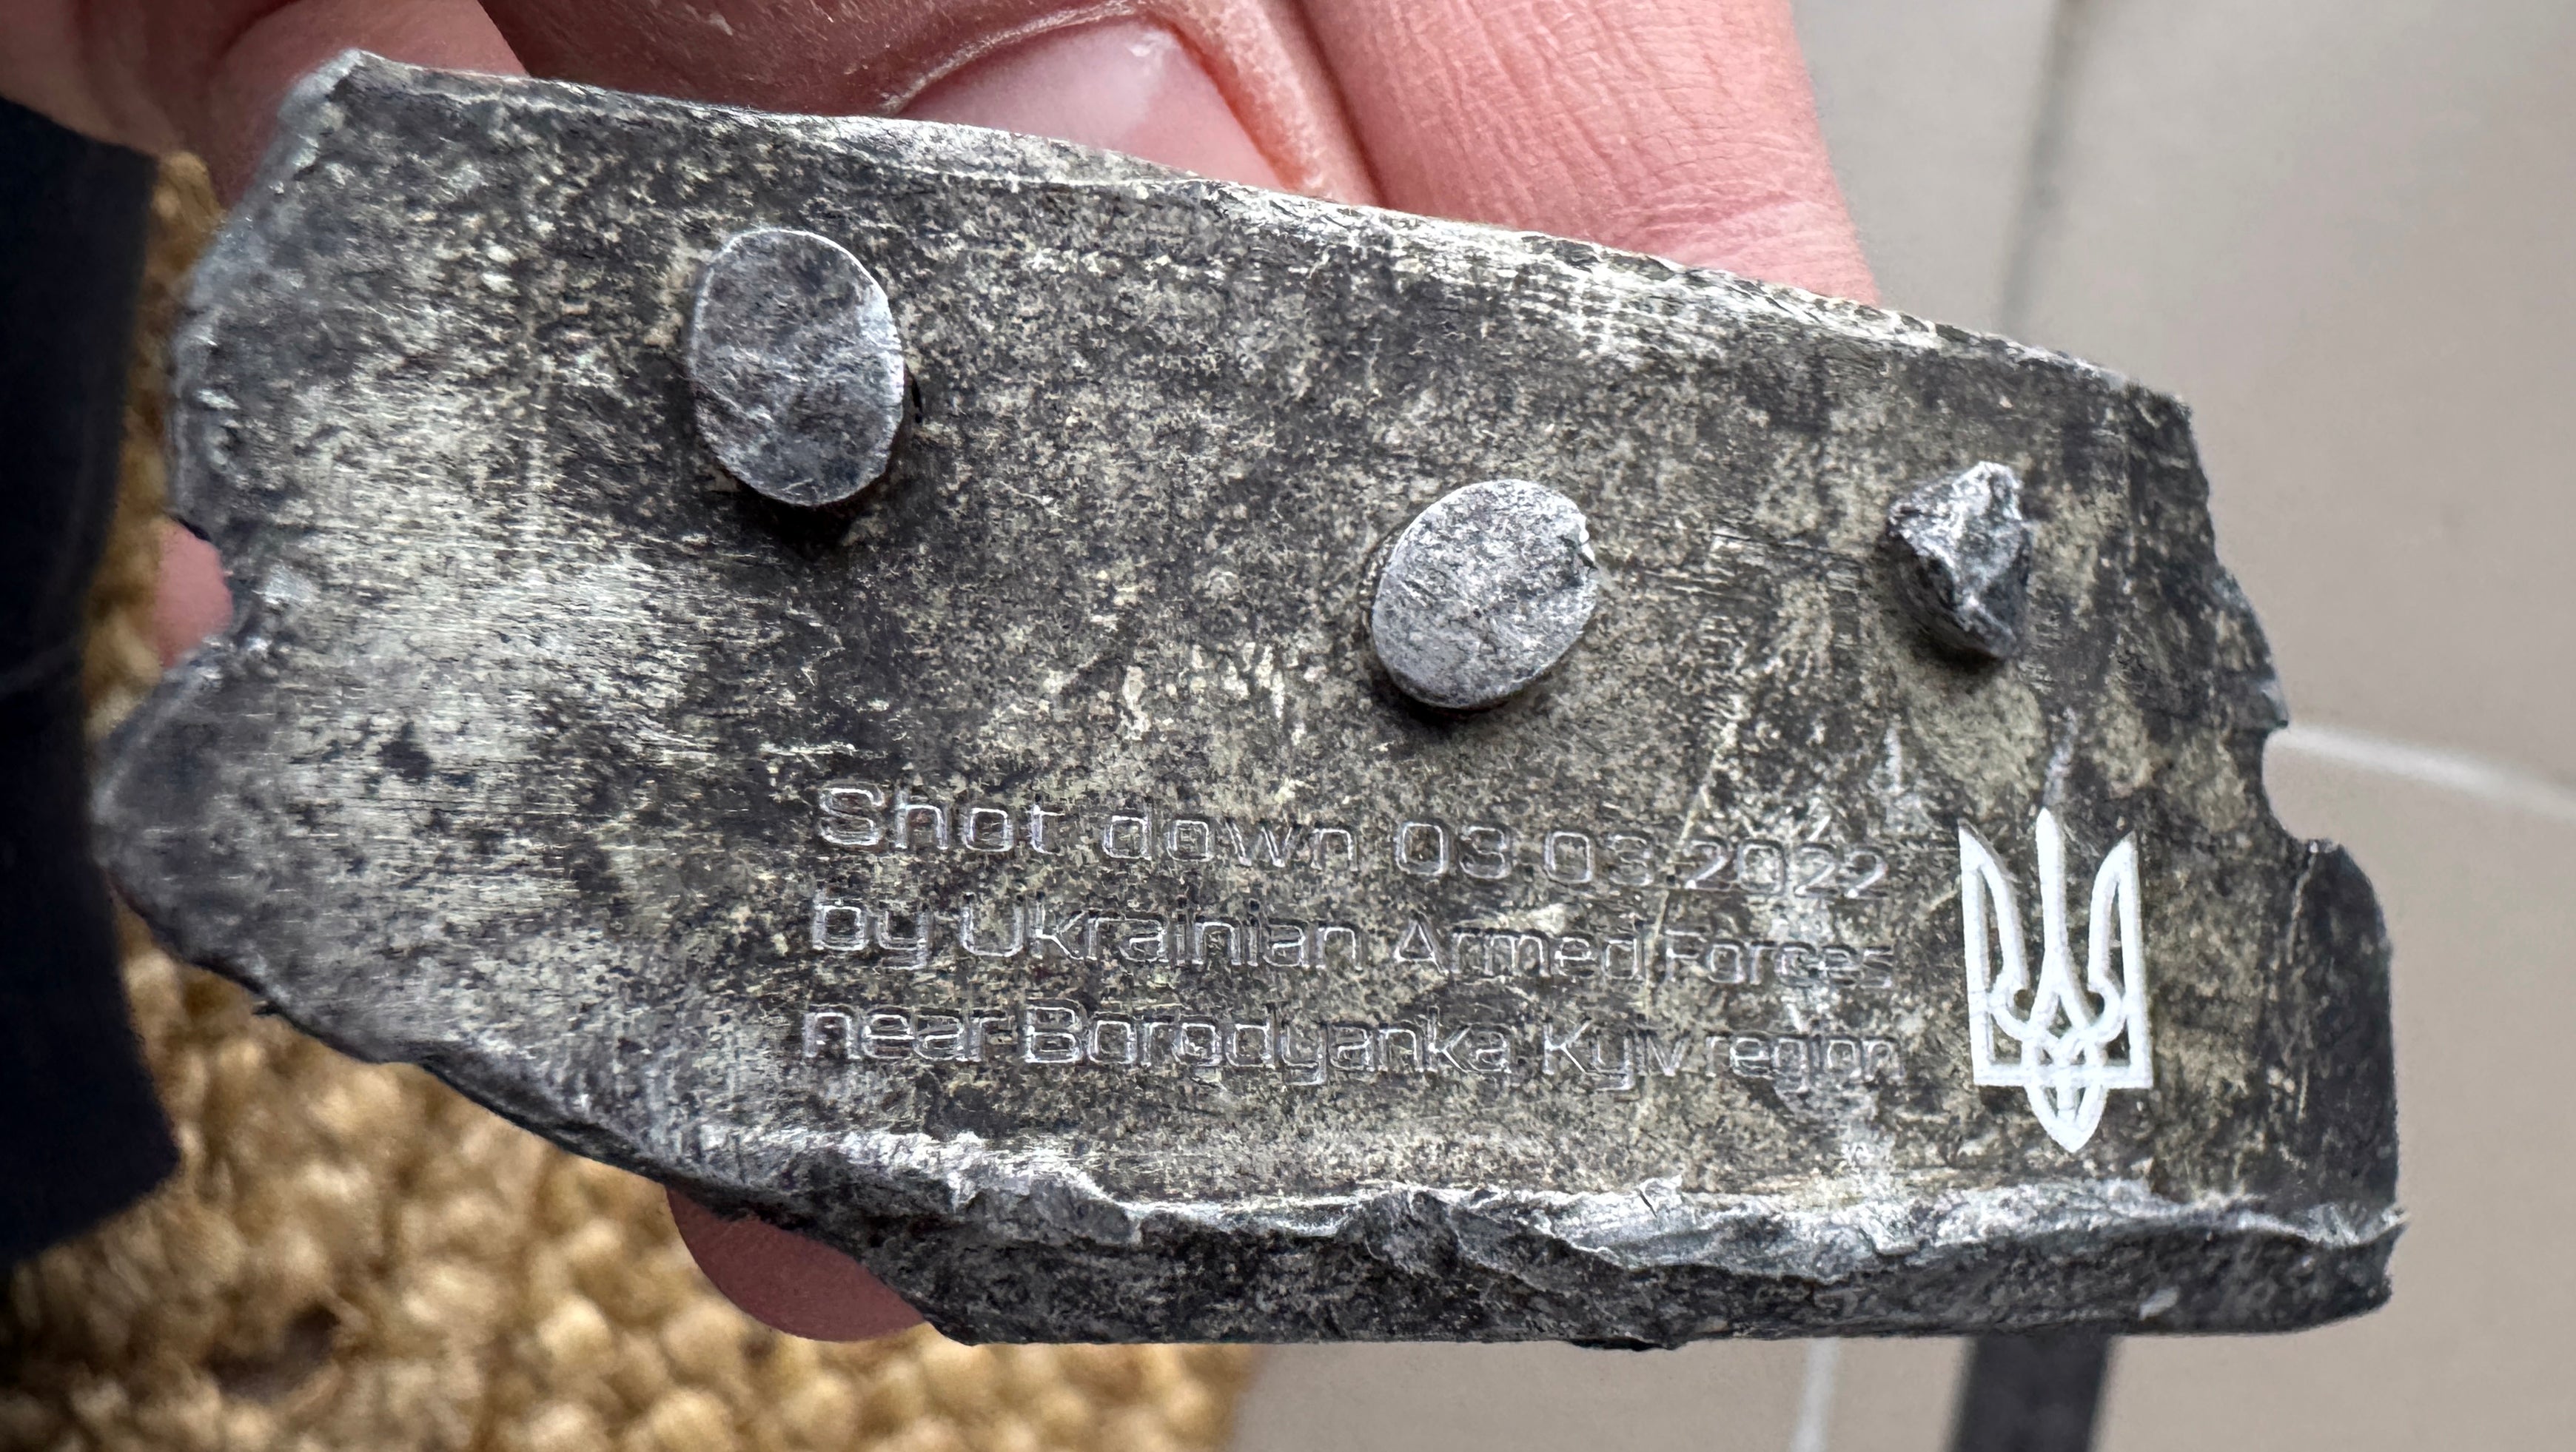 Shot down 03.03.2022
by Ukrainian Armed Forces
near Borodyanka, Kyiv region